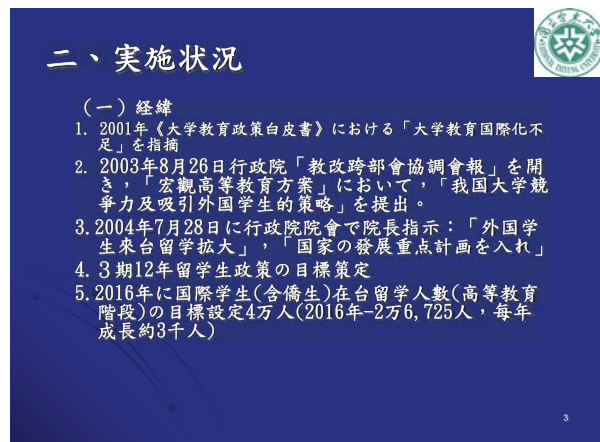 二、実施状況
（一）経緯
1. 2001年《大学教育政策白皮書》における「大学教育国際化不
足」を指摘
2. 2003年8月26日行政院「教改跨部會協調會報」を開
き，「宏觀高等教育方案」において，「我国大学競
爭力及吸引外国学生的策略」を提出。
3.2004年7月28日に行政院院會で院長指示：「外国学
生來台留学拡大」，「国家の發展重点計画を入れ」
4.３期12年留学生政策の目標策定
5.2016年に国際学生(含僑生)在台留学人數(高等教育
階段)の目標設定4万人(2016年-2万6,725人，每年
成長約3千人)
3